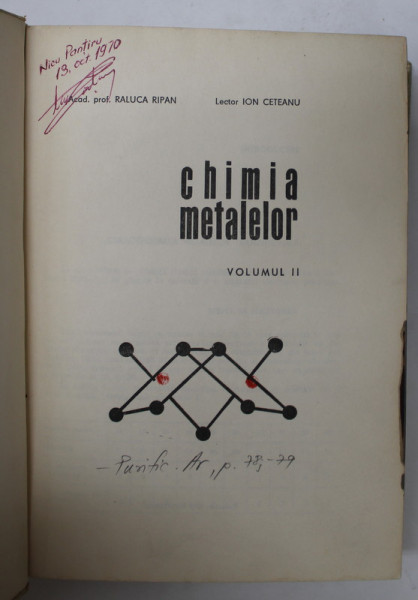 Nicu Pantiru
13. oct. 1970
Acad. prof. RALUCA RIPAN Lector ION CETEANU
chimia
metalelor
VOLUMUL II
– Purific. Ar, p. 78,-79